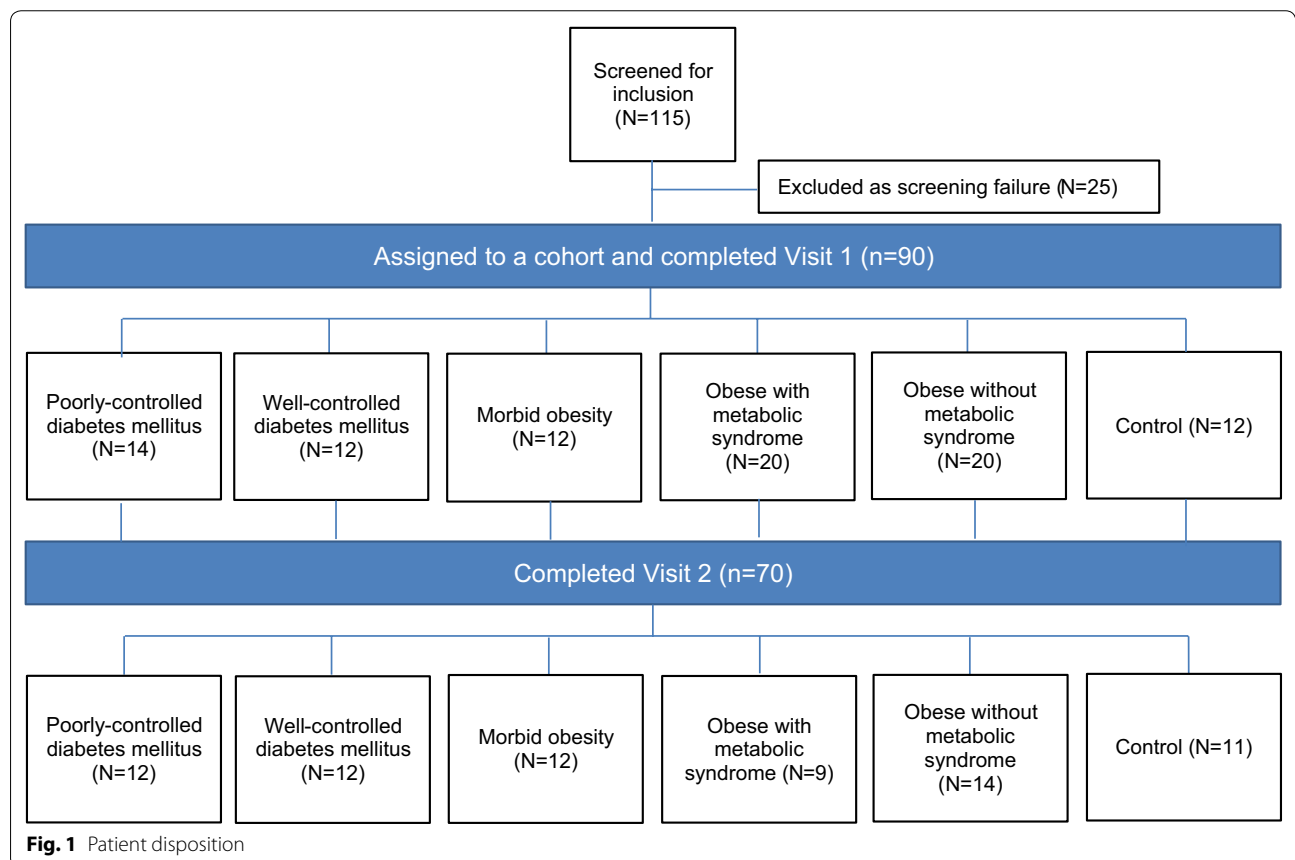 Screened for
inclusion
(N=115)
Excluded as screening failure (N=25)
Assigned to a cohort and completed Visit 1 (n=90)
Poorly-controlled
diabetes mellitus
(N=14)
Well-controlled
diabetes mellitus
(N=12)
Morbid obesity
(N=12)
Obese with
metabolic
syndrome
(N=20)
Obese without
metabolic
syndrome
(N=20)
Control (N=12)
Completed Visit 2 (n=70)
Poorly-controlled
diabetes mellitus
(N=12)
Well-controlled
diabetes mellitus
(N=12)
Morbid obesity
(N=12)
Obese with
metabolic
syndrome (N=9)
Obese without
metabolic
syndrome
(N=14)
Control (N=11)
Fig. 1 Patient disposition